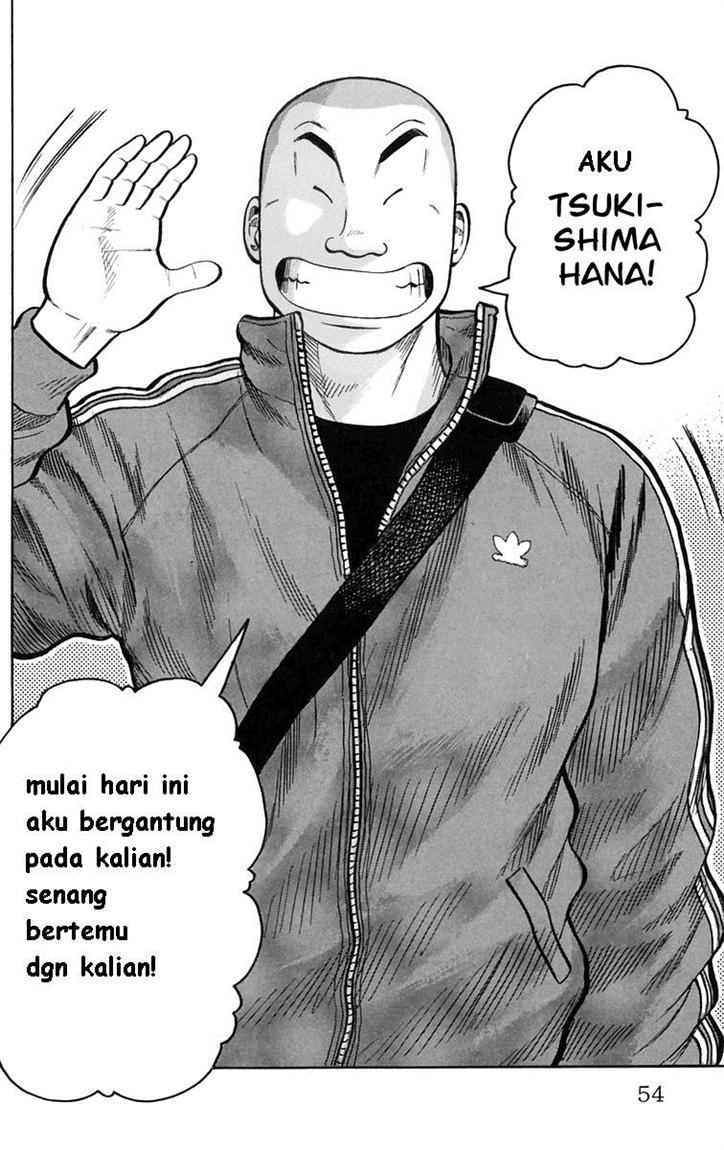 AKU
TSUKI-
SHIMA
HANA!
mulai hari ini
aku bergantung
pada kalian!
senang
bertemu
dgn kalian!
54